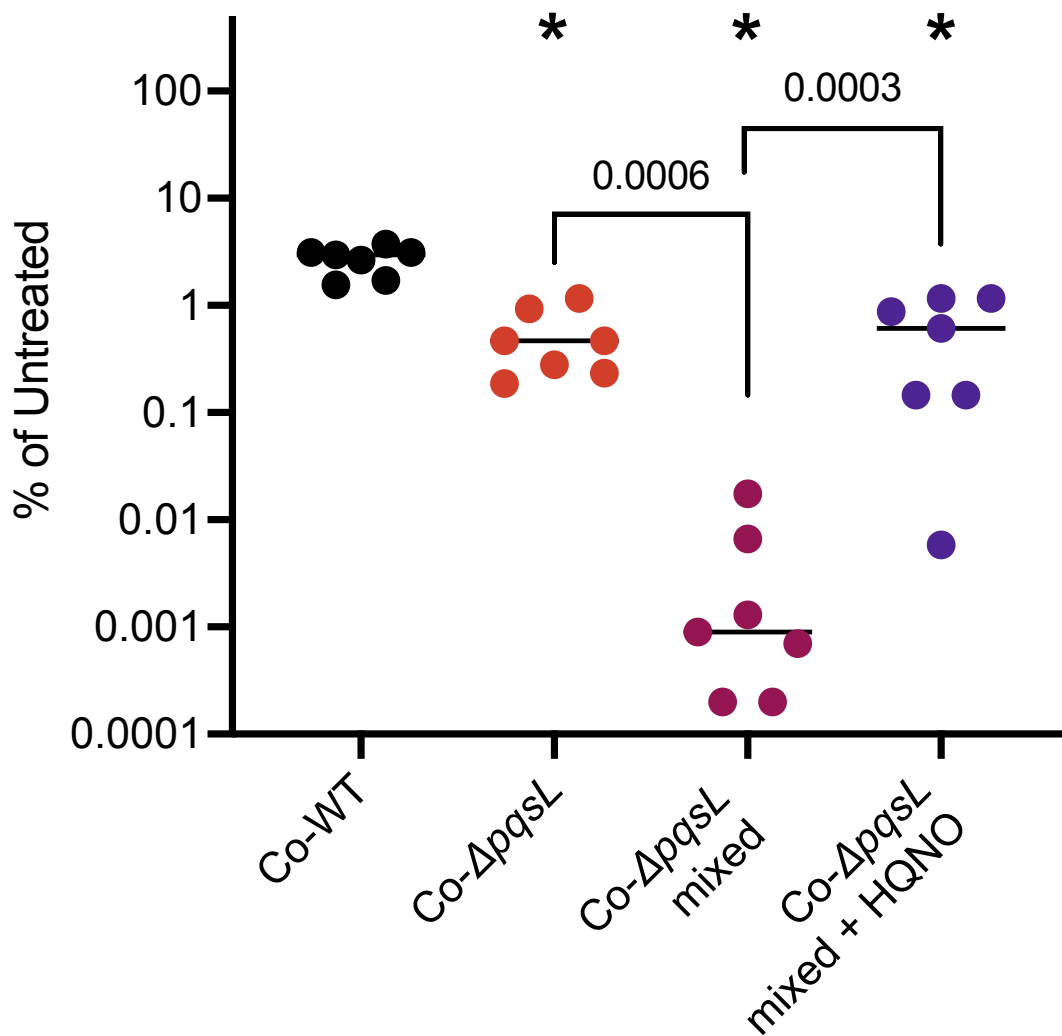 * * *
0.0003
0.0006
% of Untreated
100
10
1
0.1
0.01
0.001
0.0001
Co-WT
Co-ΔpqsL
Co-ΔpqsL
mixed
Co-ΔpqsL
mixed + HQNO